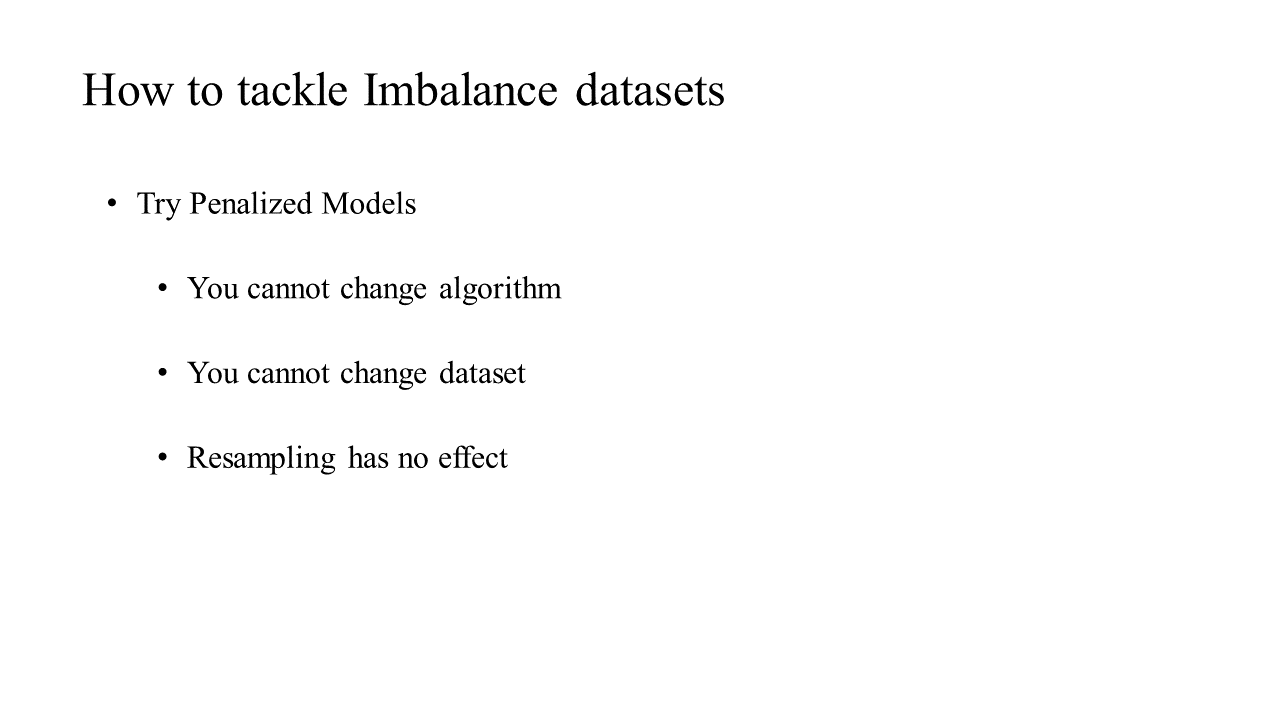 How to tackle Imbalance datasets
• Try Penalized Models
• You cannot change algorithm
• You cannot change dataset
• Resampling has no effect